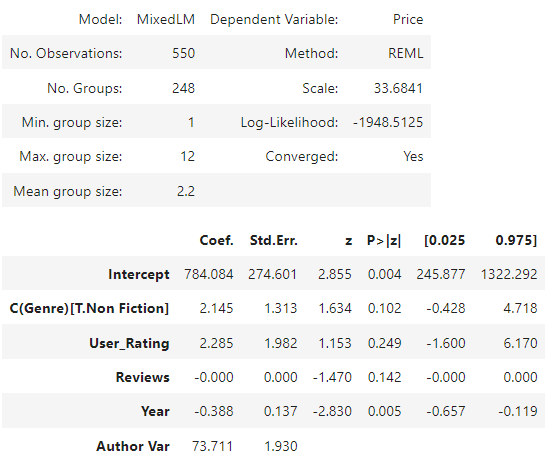 Model: MixedLM Dependent Variable: Price
No. Observations: 550 Method: REML
No. Groups: 248 Scale: 33.6841
Min. group size: 1 Log-Likelihood: -1948.5125
Max. group size: 12 Converged: Yes
Mean group size: 2.2
Coef. Std.Err. z P>|z| [0.025 0.975]
Intercept 784.084 274.601 2.855 0.004 245.877 1322.292
C(Genre)[T.Non Fiction] 2.145 1.313 1.634 0.102 -0.428 4.718
User_Rating 2.285 1.982 1.153 0.249 -1.600 6.170
Reviews -0.000 0.000 -1.470 0.142 -0.000 0.000
Year -0.388 0.137 -2.830 0.005 -0.657 -0.119
Author Var 73.711 1.930